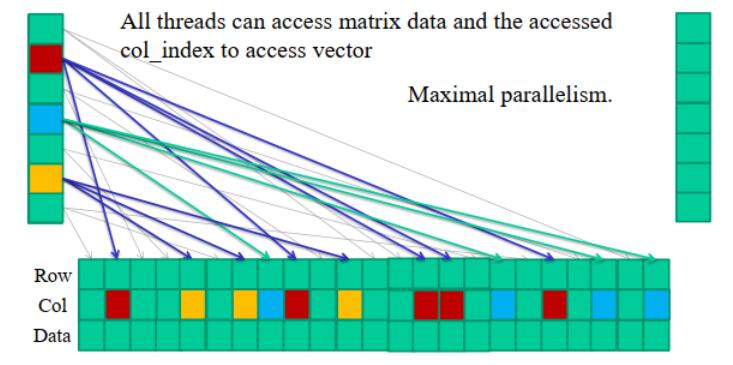 All threads can access matrix data and the accessed
col_index to access vector
Maximal parallelism.
Row
Col
Data